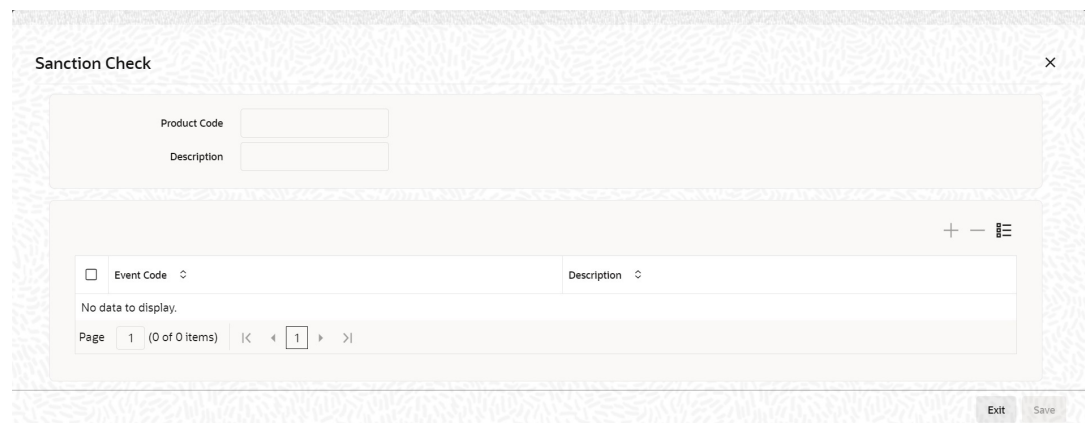 Sanction Check
Product Code
Description
Event Code Description
No data to display.
Page 1 (0 of 0 items) 1
Exit Save